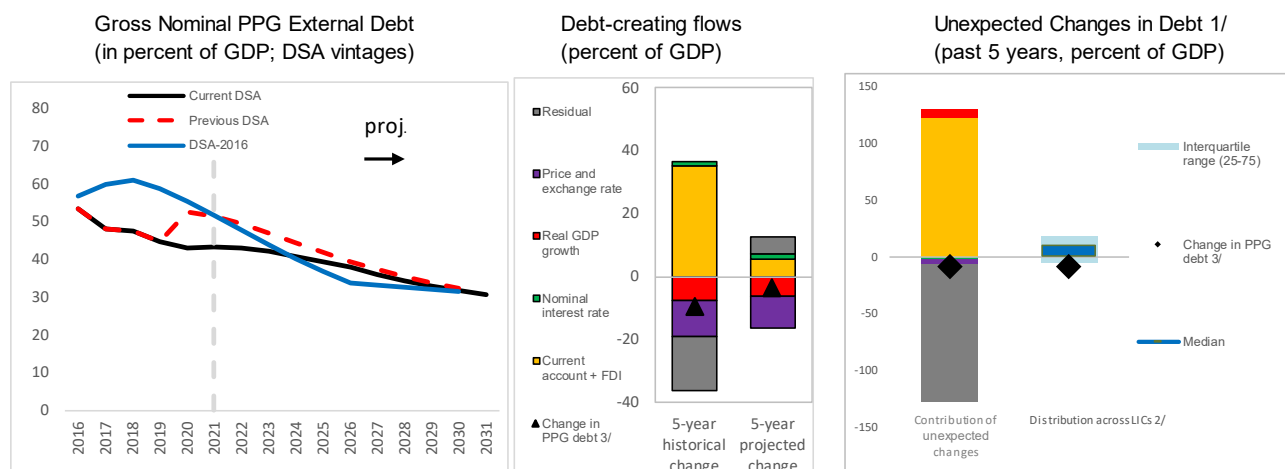 Gross Nominal PPG External Debt
(in percent of GDP; DSA vintages)
Current DSA
Previous DSA
DSA-2016
proj.
80
70
60
50
40
30
20
10
0
2016
2017
2018
2019
2020
2021
2022
2023
2024
2025
2026
2027
2028
2029
2030
2031
Debt-creating flows
(percent of GDP)
Residual
Price and
exchange rate
Real GDP
growth
Nominal
interest rate
Current
account + FDI
Change in
PPG debt 3/
60
40
20
0
-20
-40
5-year
historical
change
5-year
projected
change
Unexpected Changes in Debt 1/
(past 5 years, percent of GDP)
150
100
50
0
-50
-100
-150
Contribution of
unexpected
changes
Distribution across LICs 2/
Interquartile
range (25-75)
Change in PPG
debt 3/
Median